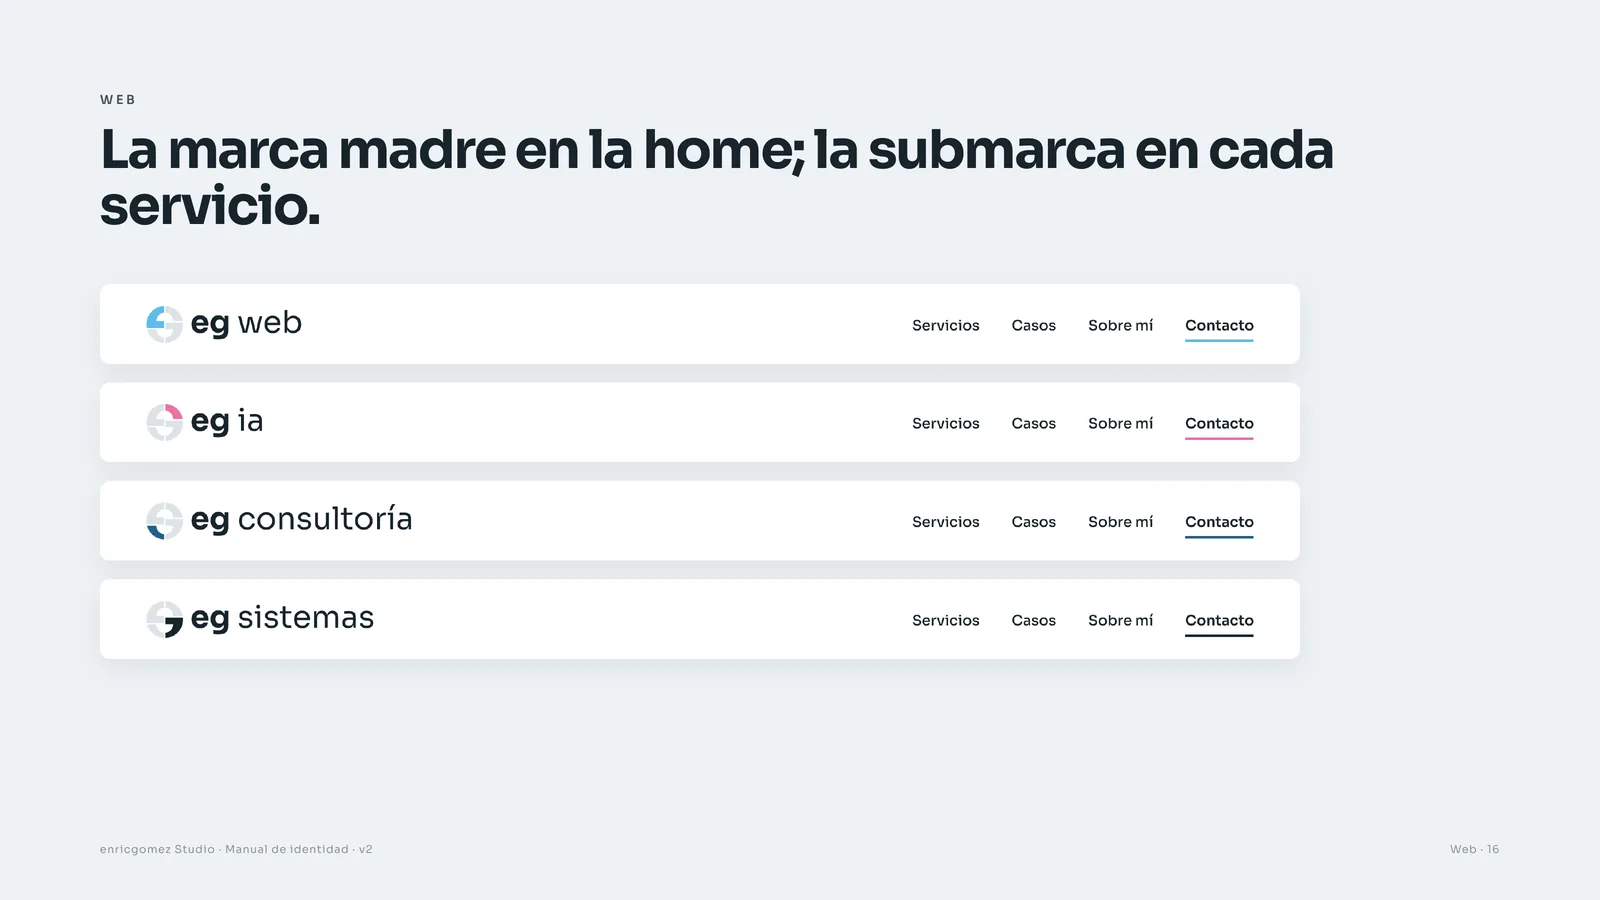 WEB
La marca madre en la home; la submarca en cada
servicio.
eg web
Servicios Casos Sobre mí Contacto
eg ia
Servicios Casos Sobre mí Contacto
eg consultoría
Servicios Casos Sobre mí Contacto
eg sistemas
Servicios Casos Sobre mí Contacto
enricgomez Studio · Manual de identidad · v2
Web · 16